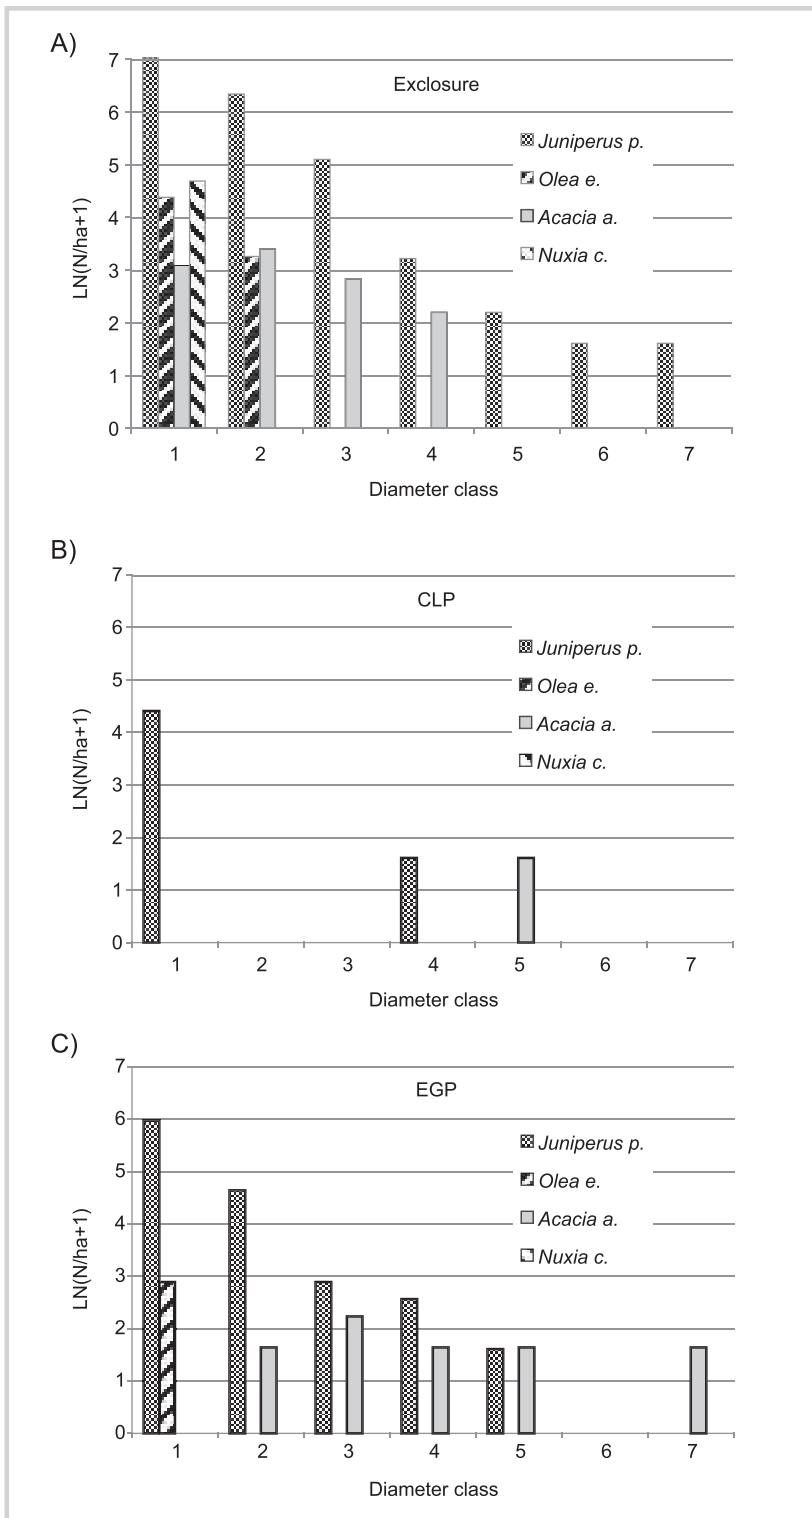 A)
Exclosure
LN(N/ha+1)
7
6
5
4
3
2
1
0
Juniperus p.
Olea e.
Acacia a.
Nuxia c.
1 2 3 4 5 6 7
Diameter class
B)
CLP
LN(N/ha+1)
7
6
5
4
3
2
1
0
Juniperus p.
Olea e.
Acacia a.
Nuxia c.
1 2 3 4 5 6 7
Diameter class
C)
EGP
LN(N/ha+1)
7
6
5
4
3
2
1
0
Juniperus p.
Olea e.
Acacia a.
Nuxia c.
1 2 3 4 5 6 7
Diameter class